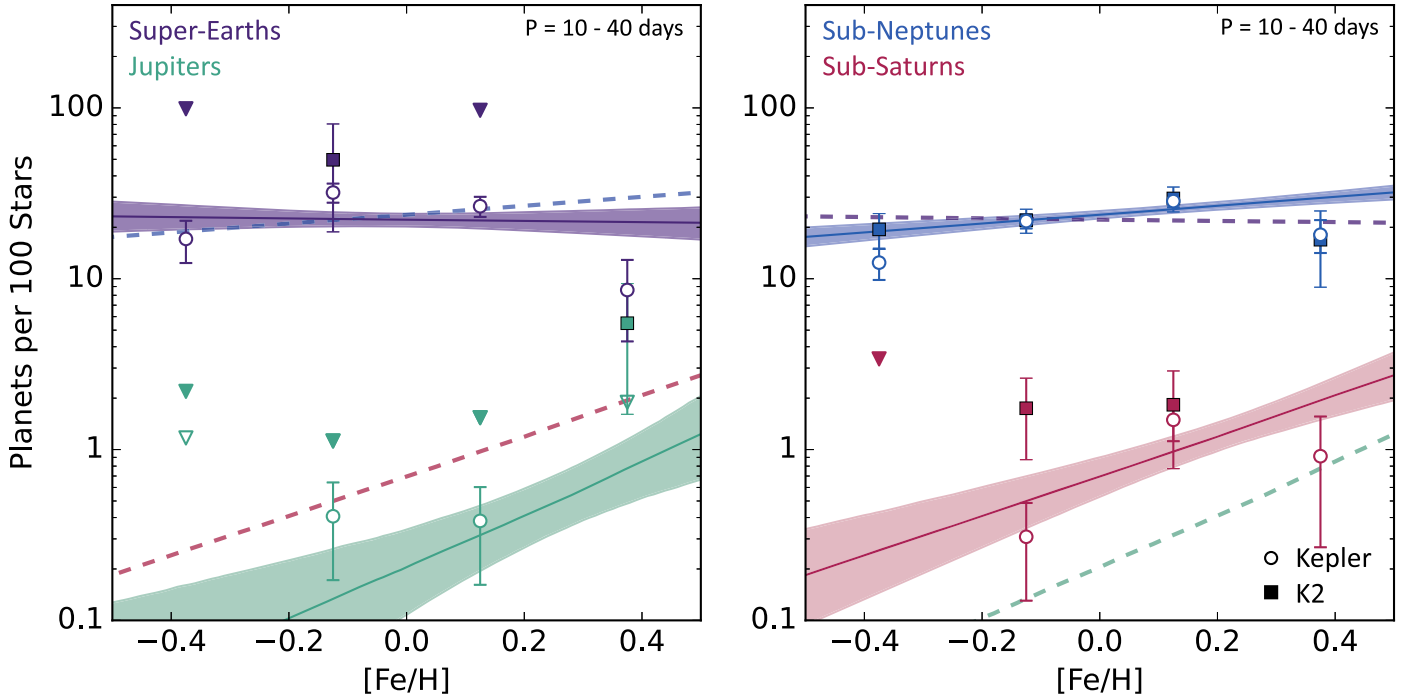 Super-Earths
Jupiters
P = 10 - 40 days
Sub-Neptunes
Sub-Saturns
P = 10 - 40 days
100
10
1
0.1
Planets per 100 Stars
100
10
1
0.1
Kepler
K2
−0.4 −0.2 0.0 0.2 0.4
[Fe/H]
−0.4 −0.2 0.0 0.2 0.4
[Fe/H]